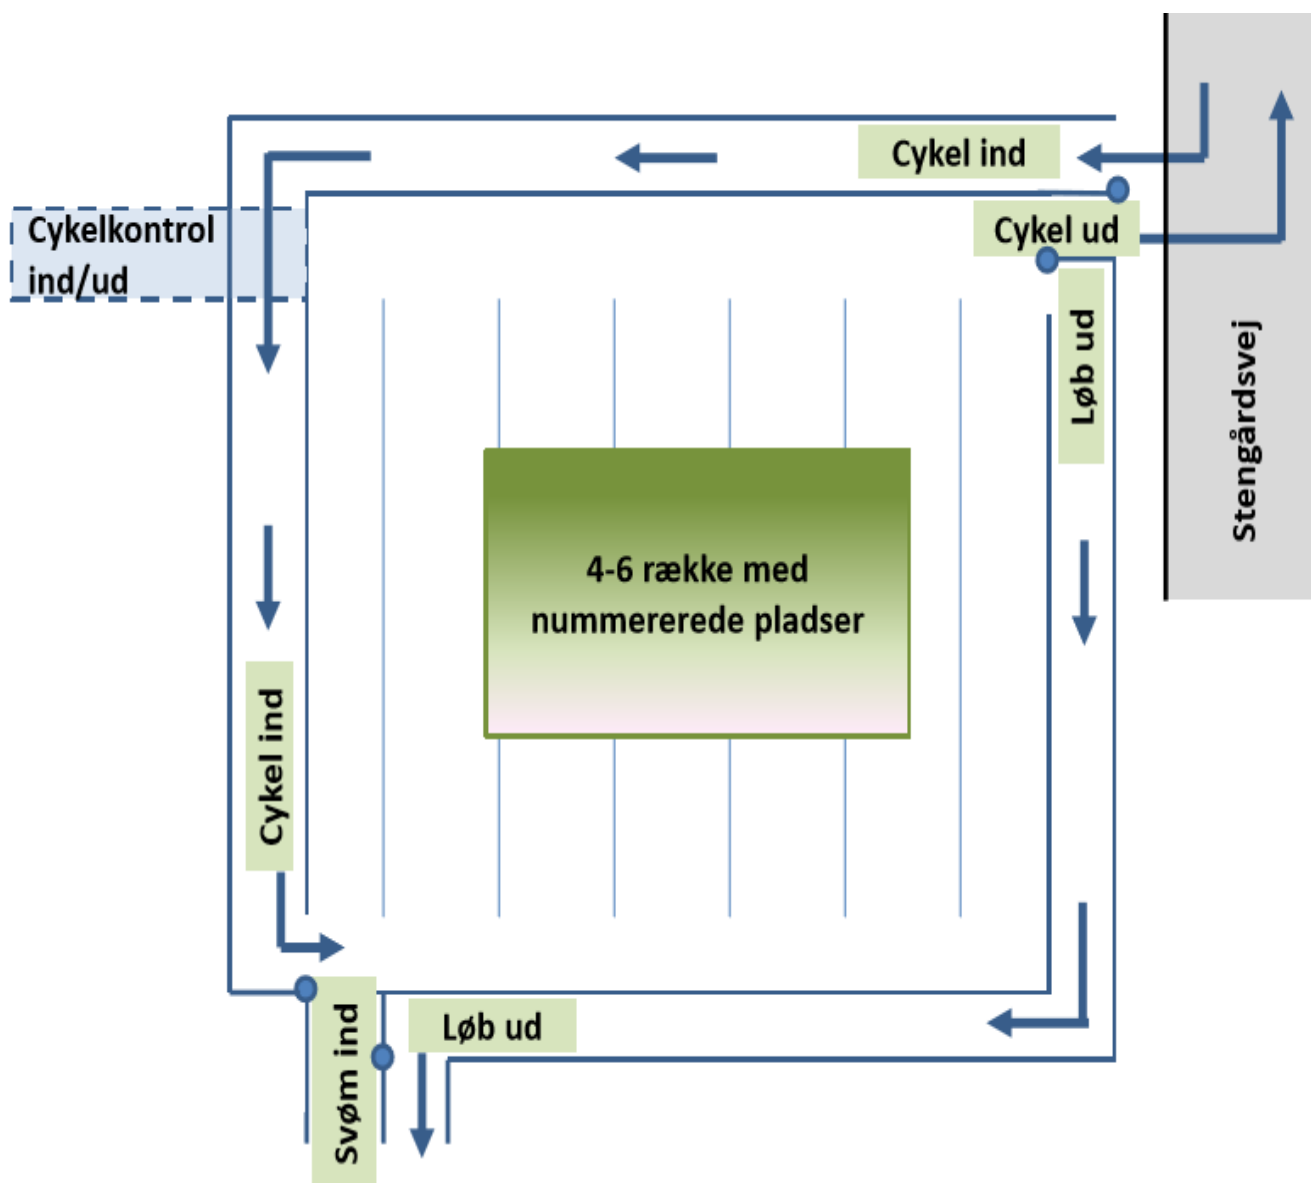 Cykel ind
Cykelkontrol
ind/ud
Cykel ud
Løb ud
Stengårdsvej
4-6 række med
nummererede pladser
Cykel ind
Svøm ind
Løb ud